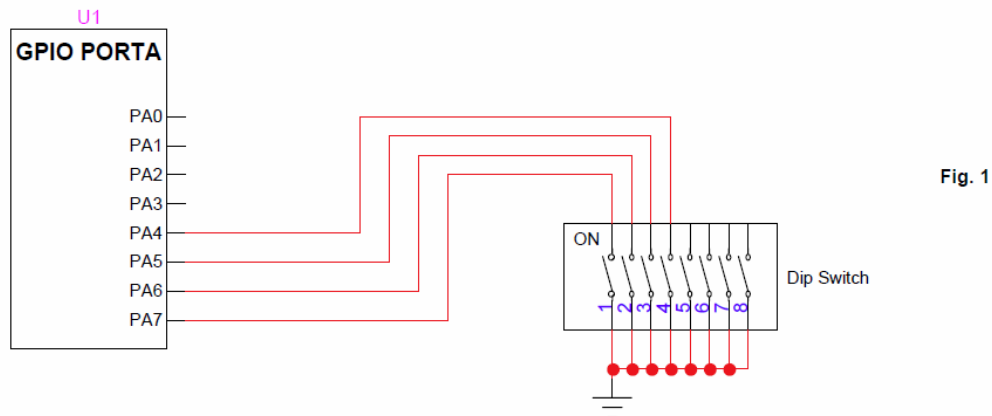 U1
GPIO PORTA
PA0
PA1
PA2
PA3
PA4
PA5
PA6
PA7
Fig. 1
ON
Dip Switch
1 2 3 4 5 6 7 8